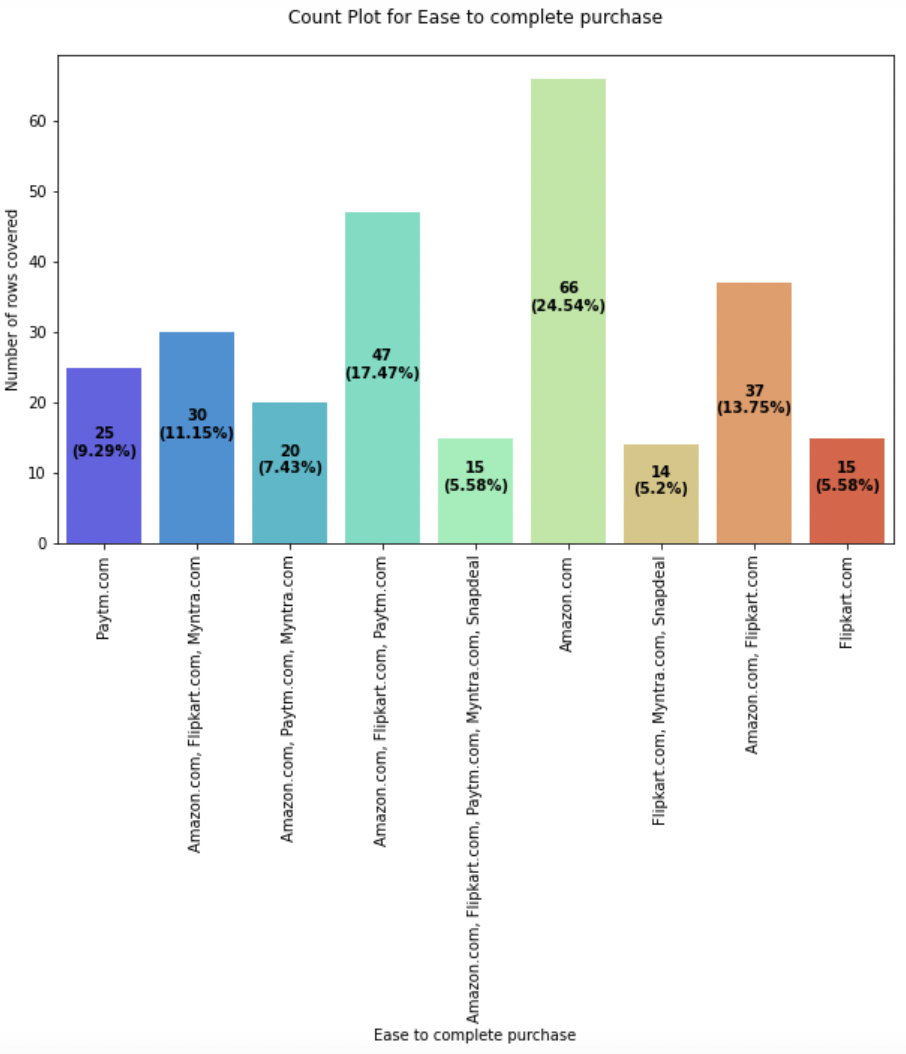 Count Plot for Ease to complete purchase
Number of rows covered
60
50
40
30
20
10
0
25
(9.29%)
30
(11.15%)
20
(7.43%)
47
(17.47%)
15
(5.58%)
66
(24.54%)
14
(5.2%)
37
(13.75%)
15
(5.58%)
Paytm.com
Amazon.com, Flipkart.com, Myntra.com
Amazon.com, Paytm.com, Myntra.com
Amazon.com, Flipkart.com, Paytm.com
Amazon.com, Flipkart.com, Paytm.com, Myntra.com, Snapdeal
Amazon.com
Flipkart.com, Myntra.com, Snapdeal
Amazon.com, Flipkart.com
Flipkart.com
Ease to complete purchase